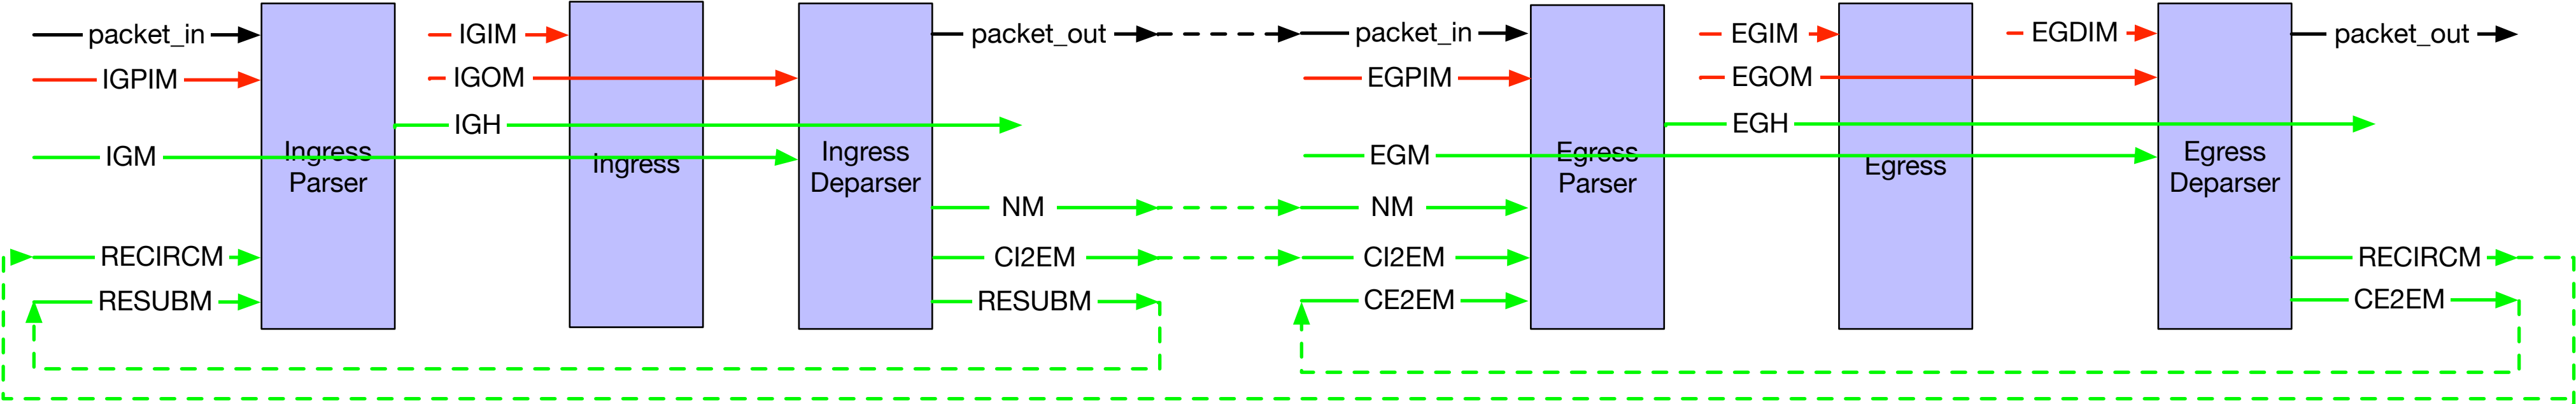 packet_in
IGPIM
IGM
RECIRCM
RESUBM
Ingress
Parser
IGIM
IGOM
IGH
Ingress
Ingress
Deparser
packet_out
NM
CI2EM
RESUBM
packet_in
EGPIM
EGM
NM
CI2EM
CE2EM
Egress
Parser
EGIM
EGOM
EGH
Egress
EGDIM
Egress
Deparser
packet_out
RECIRCM
CE2EM